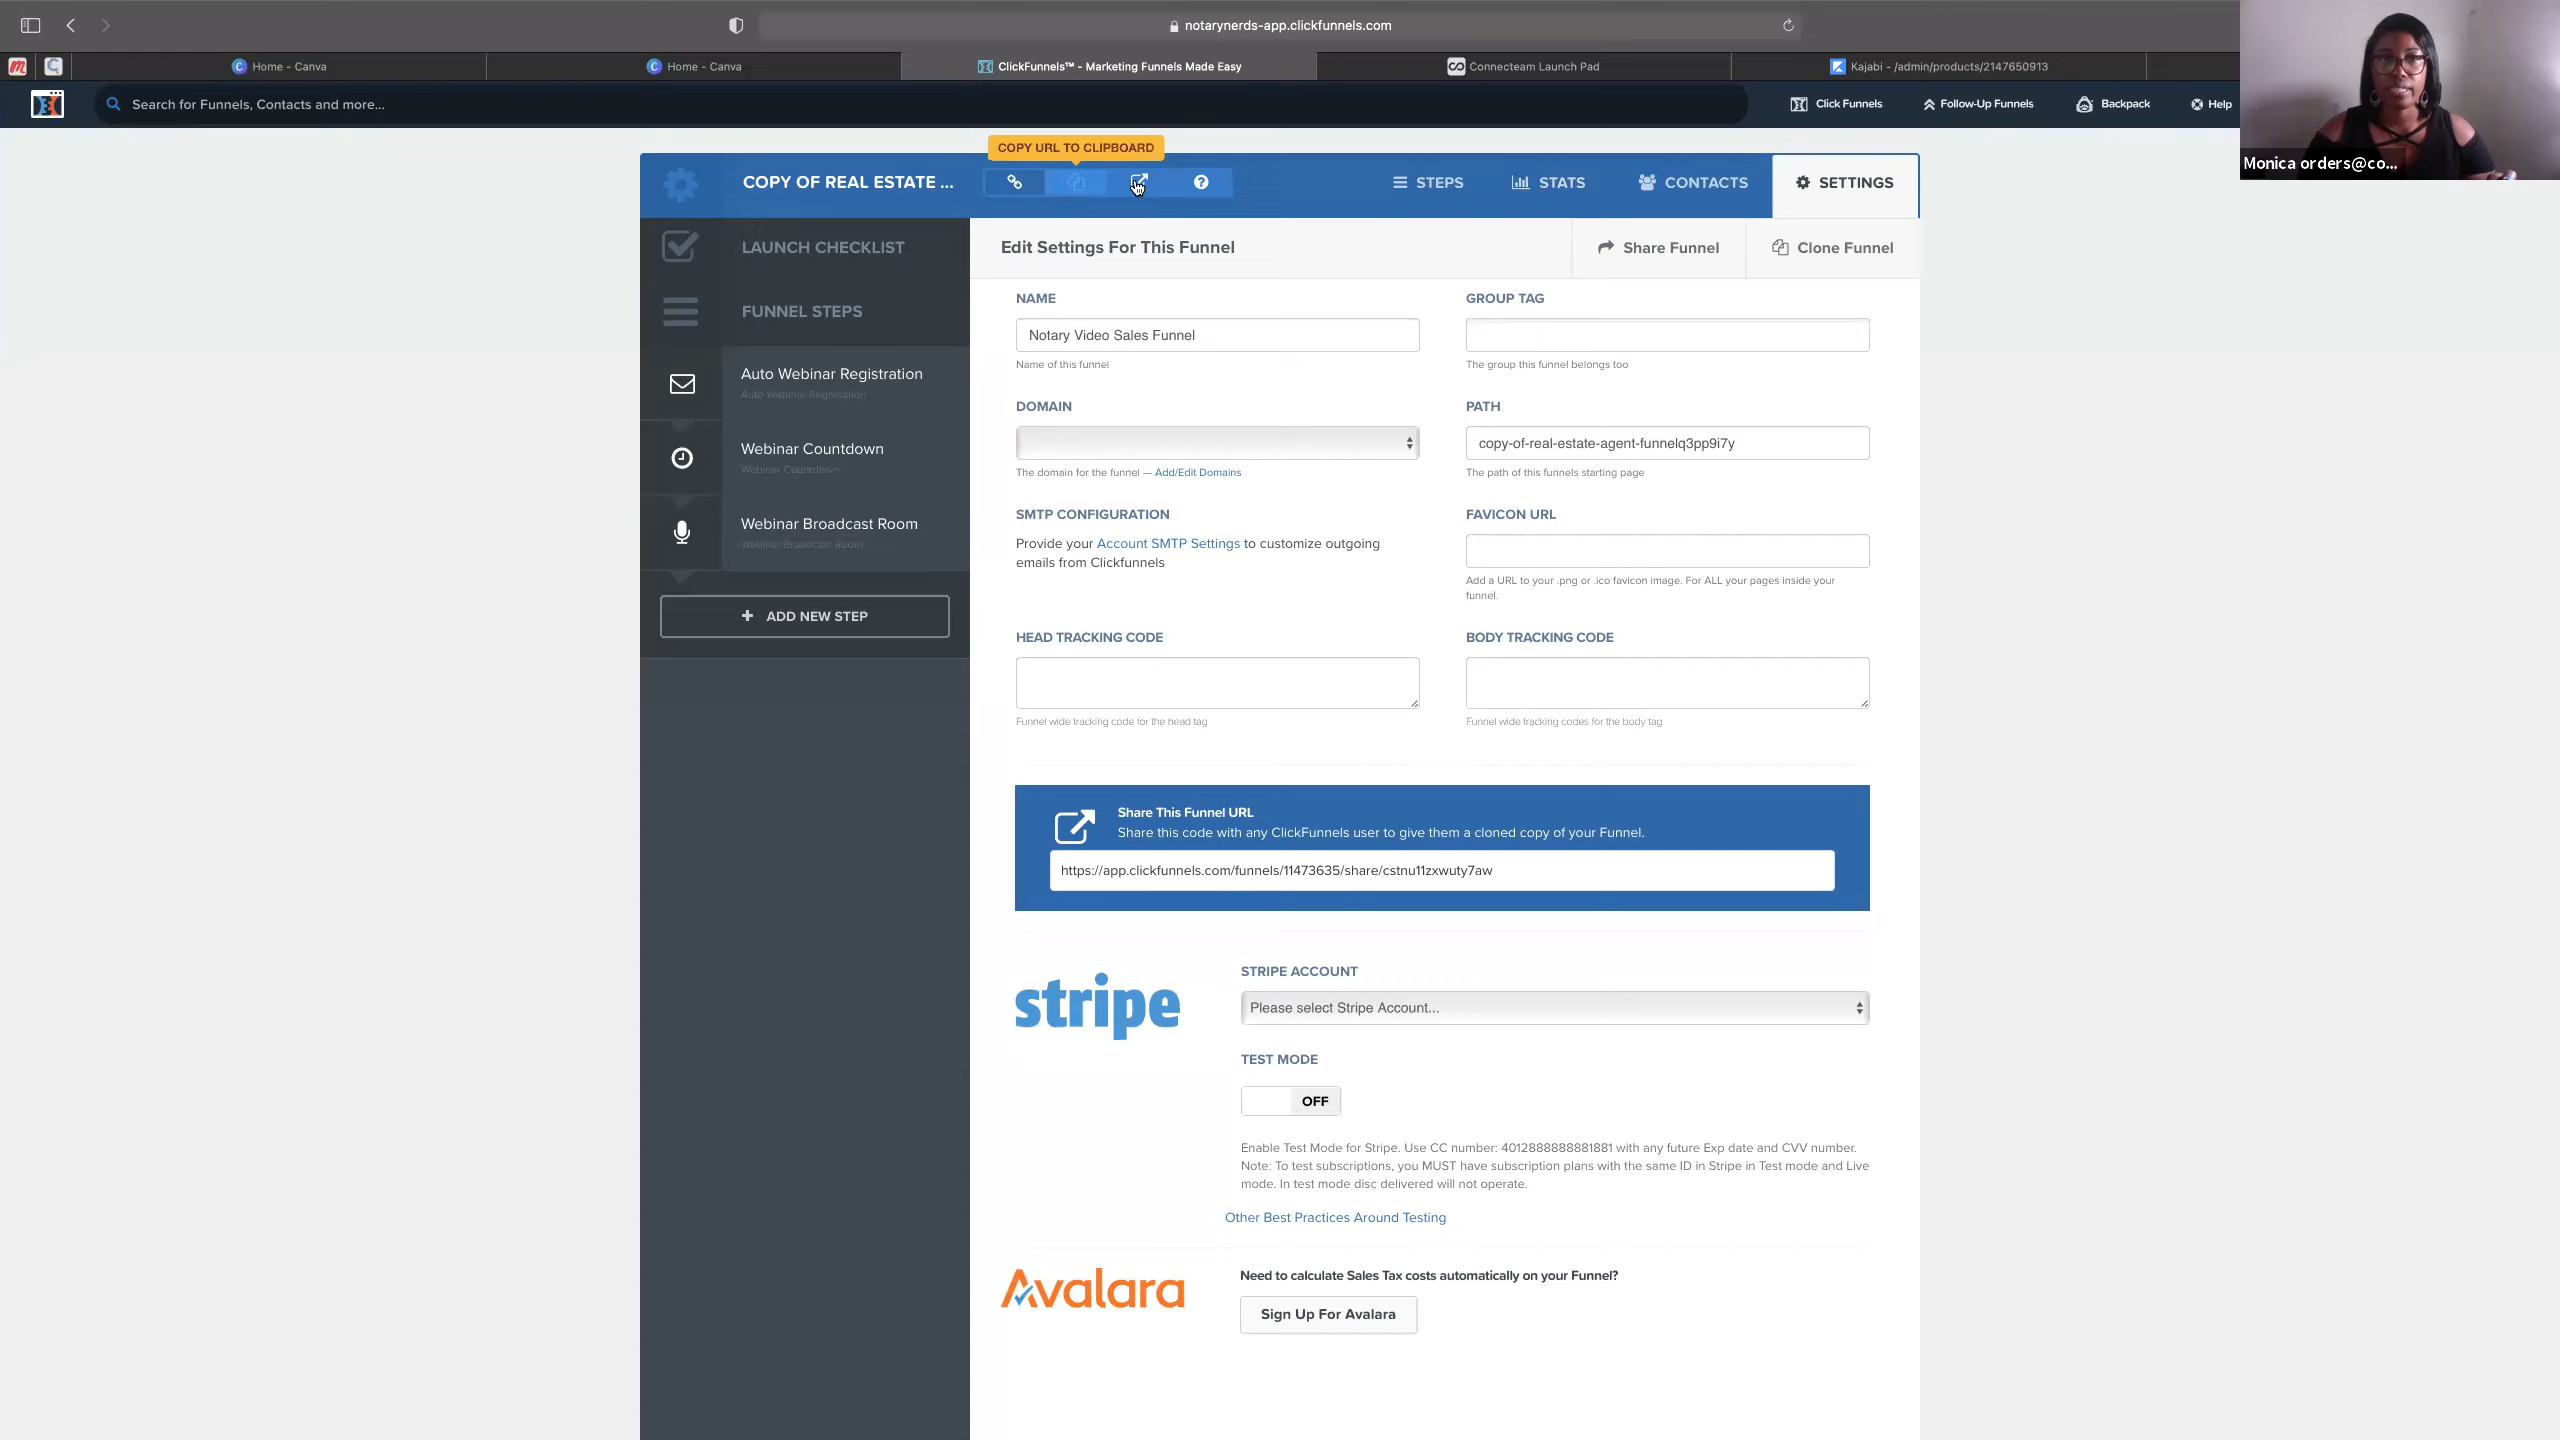 notarynerds-app.clickfunnels.com
Home - Canva
Home - Canva
ClickFunnels™ - Marketing Funnels Made Easy
Connecteam Launch Pad
Kajabi - /admin/products/2147650913
Search for Funnels, Contacts and more...
Click Funnels
Follow-Up Funnels
Backpack
Help
Monica orders@co...
COPY URL TO CLIPBOARD
COPY OF REAL ESTATE ...
STEPS
STATS
CONTACTS
SETTINGS
LAUNCH CHECKLIST
FUNNEL STEPS
Auto Webinar Registration
Auto Webinar Registration
Webinar Countdown
Webinar Countdown
Webinar Broadcast Room
Webinar Broadcast Room
+ ADD NEW STEP
Edit Settings For This Funnel
Share Funnel
Clone Funnel
NAME
Notary Video Sales Funnel
Name of this funnel
GROUP TAG
The group this funnel belongs too
DOMAIN
The domain for the funnel — Add/Edit Domains
PATH
copy-of-real-estate-agent-funnelq3pp9i7y
The path of this funnels starting page
SMTP CONFIGURATION
Provide your Account SMTP Settings to customize outgoing
emails from Clickfunnels
FAVICON URL
Add a URL to your .png or .ico favicon image. For ALL your pages inside your
funnel.
HEAD TRACKING CODE
Funnel wide tracking code for the head tag
BODY TRACKING CODE
Funnel wide tracking codes for the body tag
Share This Funnel URL
Share this code with any ClickFunnels user to give them a cloned copy of your Funnel.
https://app.clickfunnels.com/funnels/11473635/share/cstnu11zxwuty7aw
stripe
STRIPE ACCOUNT
Please select Stripe Account...
TEST MODE
OFF
Enable Test Mode for Stripe. Use CC number: 4012888888881881 with any future Exp date and CVV number.
Note: To test subscriptions, you MUST have subscription plans with the same ID in Stripe in Test mode and Live
mode. In test mode disc delivered will not operate.
Other Best Practices Around Testing
Avalara
Need to calculate Sales Tax costs automatically on your Funnel?
Sign Up For Avalara